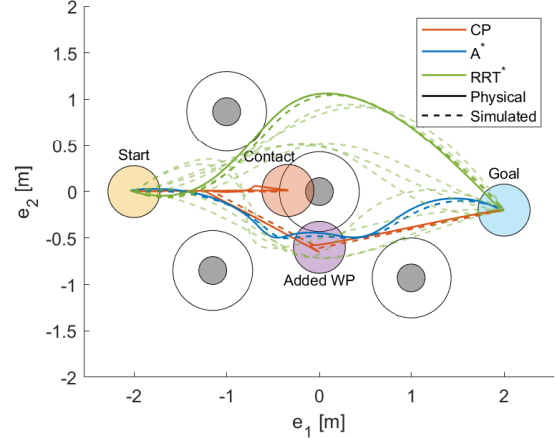 CP
A*
RRT*
Physical
Simulated
Start
Contact
Goal
Added WP
2
1.5
1
0.5
0
-0.5
-1
-1.5
-2
e2 [m]
-2
-1
0
1
2
e1 [m]